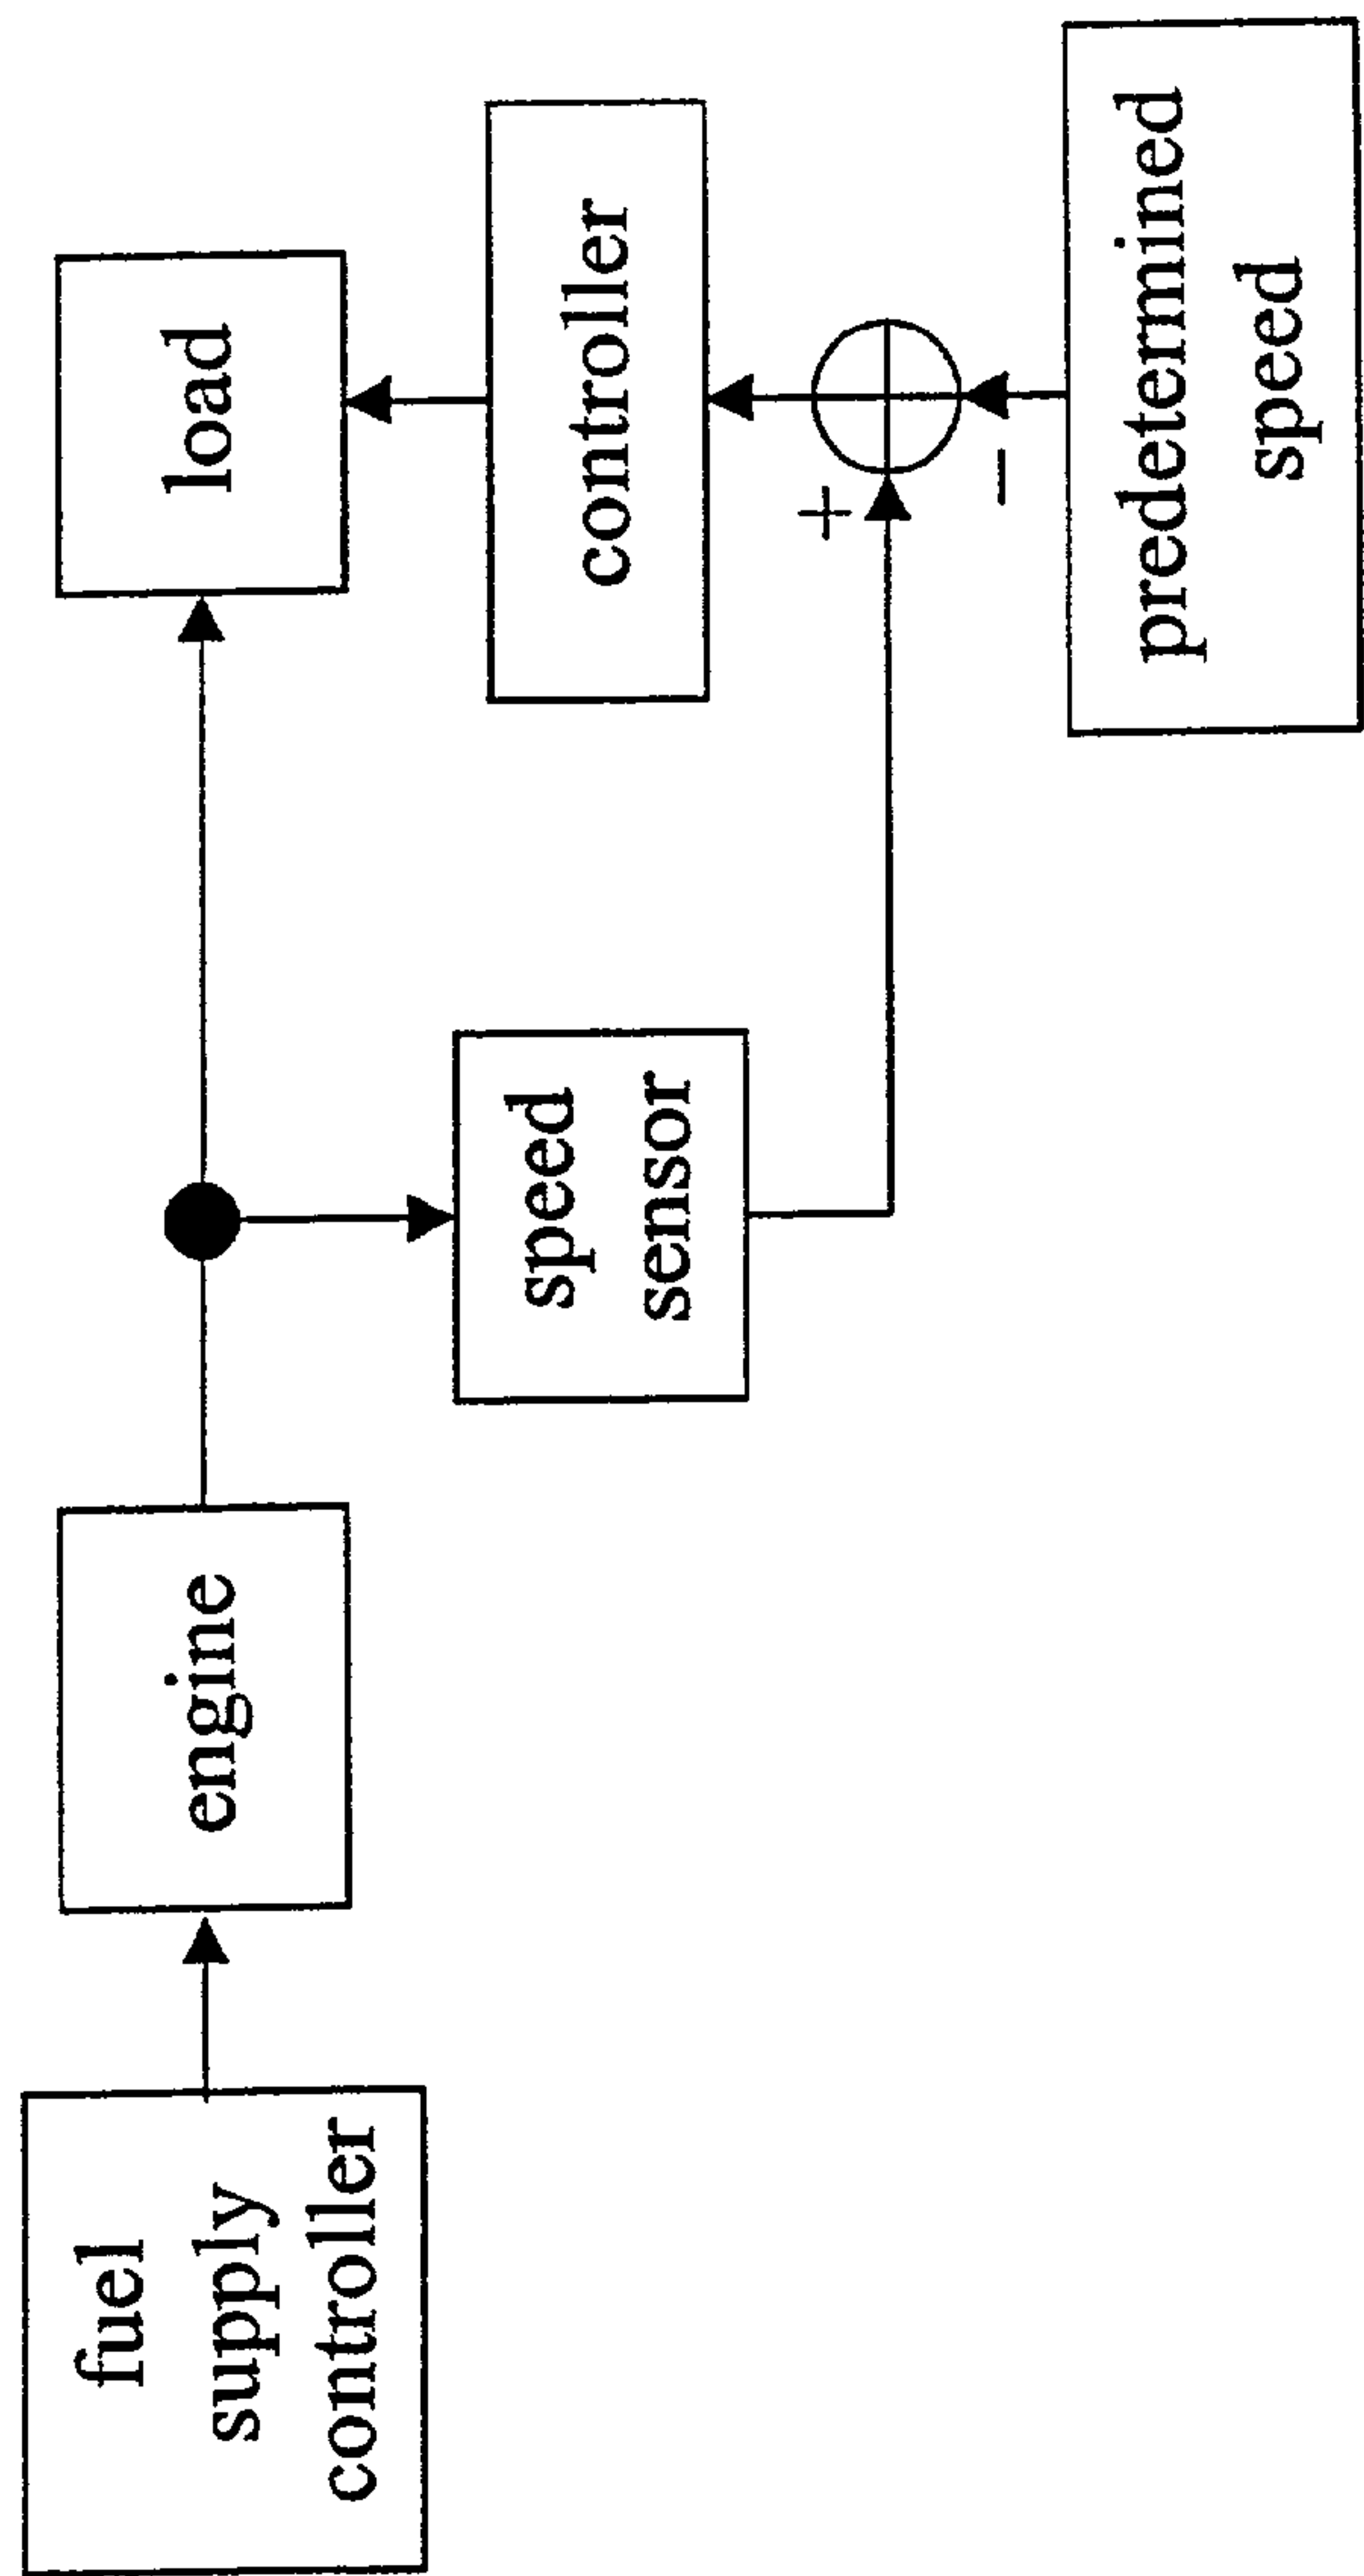 fuel
supply
controller
engine
speed
sensor
load
controller
+
−
predetermined
speed